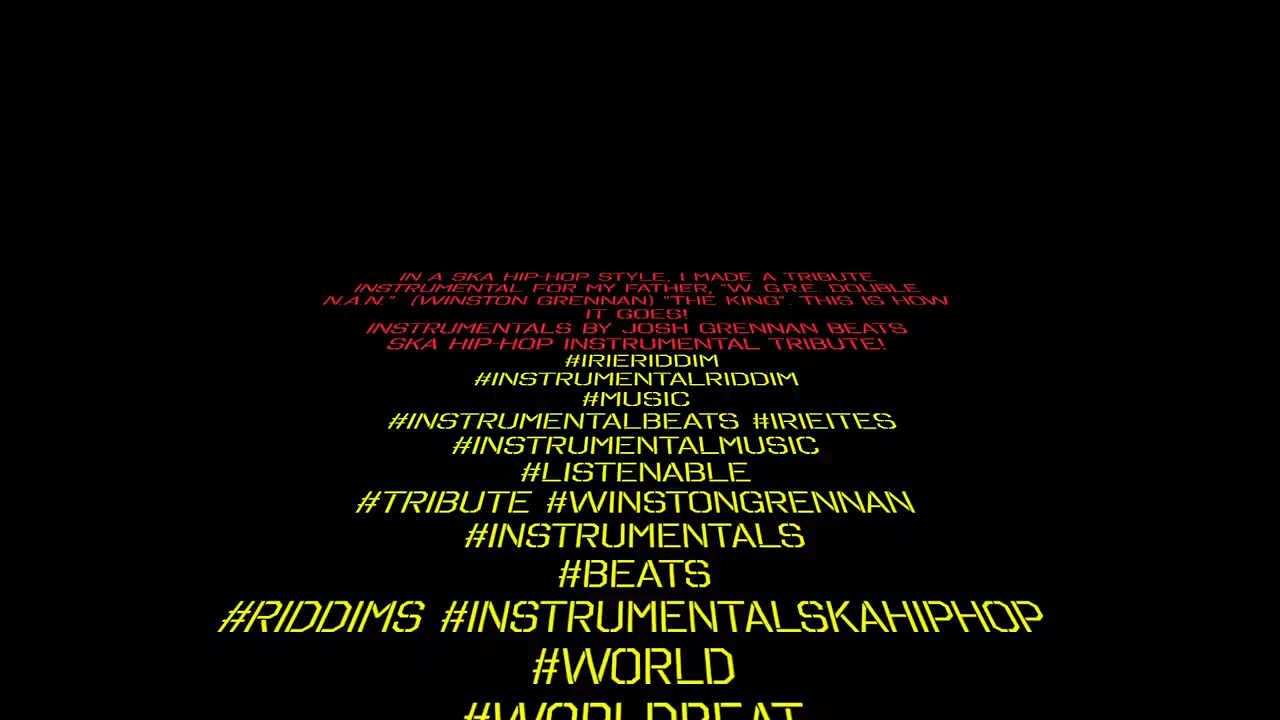 IN A SKA HIP-HOP STYLE, I MADE A TRIBUTE
INSTRUMENTAL FOR MY FATHER, "W. G.R.E. DOUBLE
N.A.N." (WINSTON GRENNAN) "THE KING". THIS IS HOW
IT GOES!
INSTRUMENTALS BY JOSH GRENNAN BEATS
SKA HIP-HOP INSTRUMENTAL TRIBUTE!
#IRIERIDDIM
#INSTRUMENTALRIDDIM
#MUSIC
#INSTRUMENTALBEATS #IRIEITES
#INSTRUMENTALMUSIC
#LISTENABLE
#TRIBUTE #WINSTONGRENNAN
#INSTRUMENTALS
#BEATS
#RIDDIMS #INSTRUMENTALSKAHIPHOP
#WORLD
#WORLDBEAT